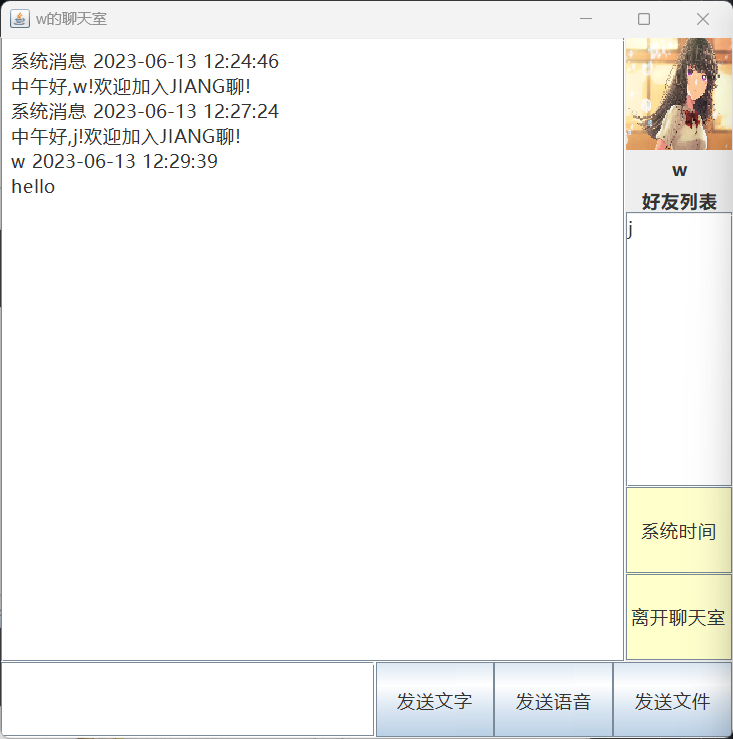 w的聊天室
系统消息 2023-06-13 12:24:46
中午好,w!欢迎加入JIANG聊!
系统消息 2023-06-13 12:27:24
中午好,j!欢迎加入JIANG聊!
w 2023-06-13 12:29:39
hello
w
好友列表
j
系统时间
离开聊天室
发送文字
发送语音
发送文件